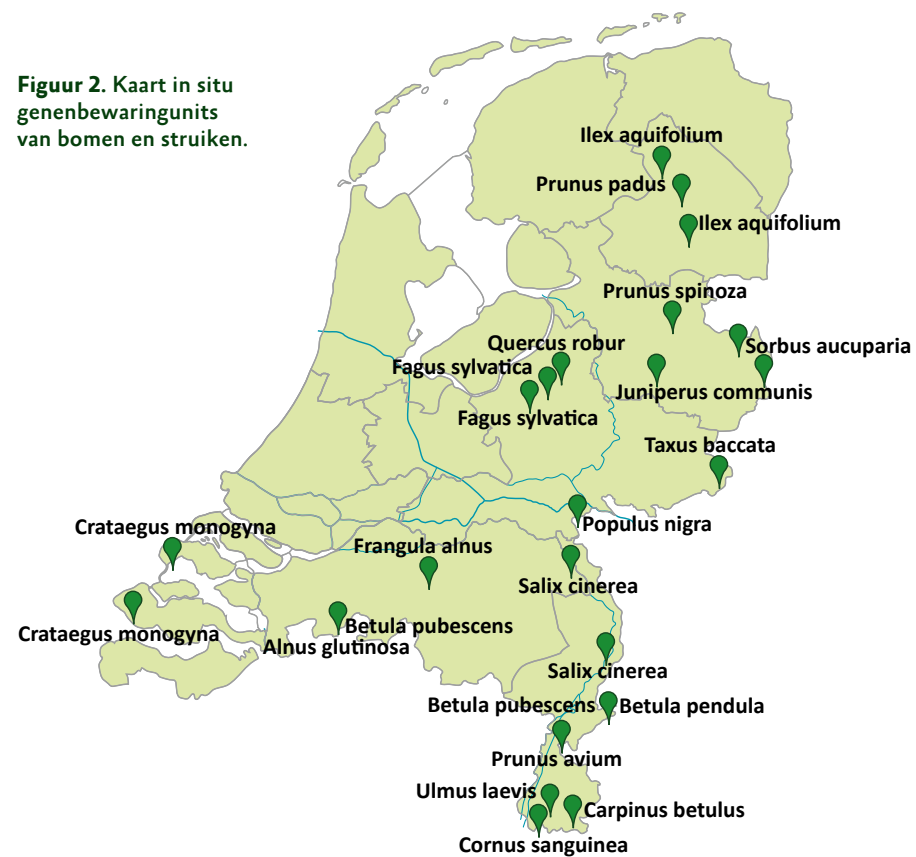 Figuur 2. Kaart in situ
genenbewaringunits
van bomen en struiken.
Ilex aquifolium
Prunus padus
Ilex aquifolium
Prunus spinoza
Quercus robur
Sorbus aucuparia
Fagus sylvatica
Juniperus communis
Fagus sylvatica
Taxus baccata
Populus nigra
Crataegus monogyna
Frangula alnus
Salix cinerea
Betula pubescens
Crataegus monogyna
Alnus glutinosa
Salix cinerea
Betula pubescens
Betula pendula
Prunus avium
Ulmus laevis
Carpinus betulus
Cornus sanguinea